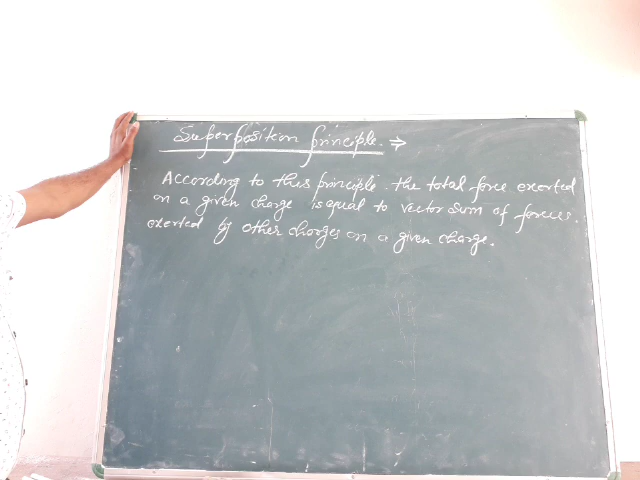 Superposition principle. ⇒
According to this principle. the total force exerted
on a given charge is equal to vector sum of forces.
exerted by other charges on a given charge.